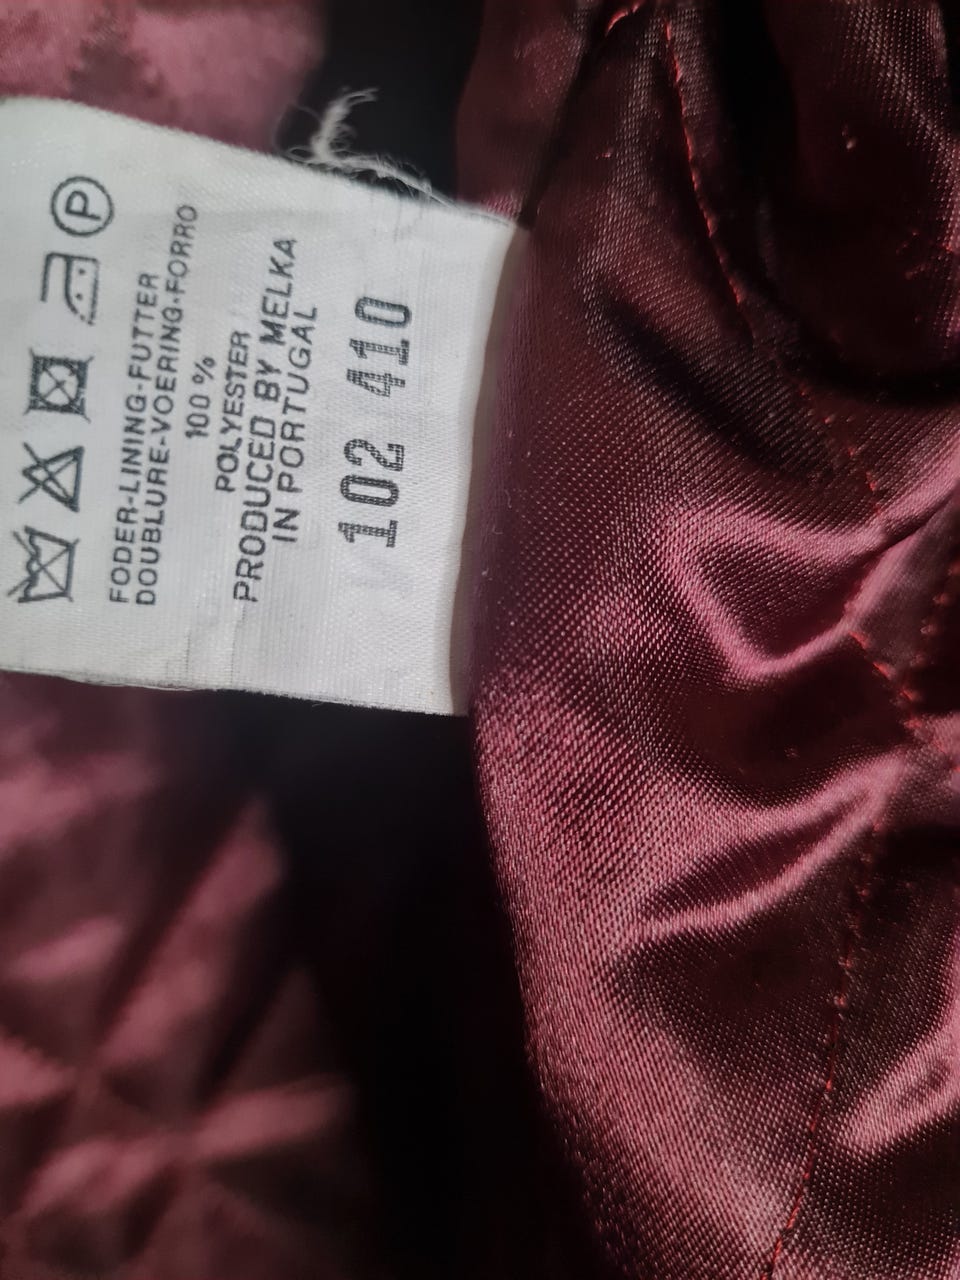 P
FODER-LINING-FUTTER
DOUBLURE-VOERING-FORRO
100 %
POLYESTER
PRODUCED BY MELKA
IN PORTUGAL
102 410